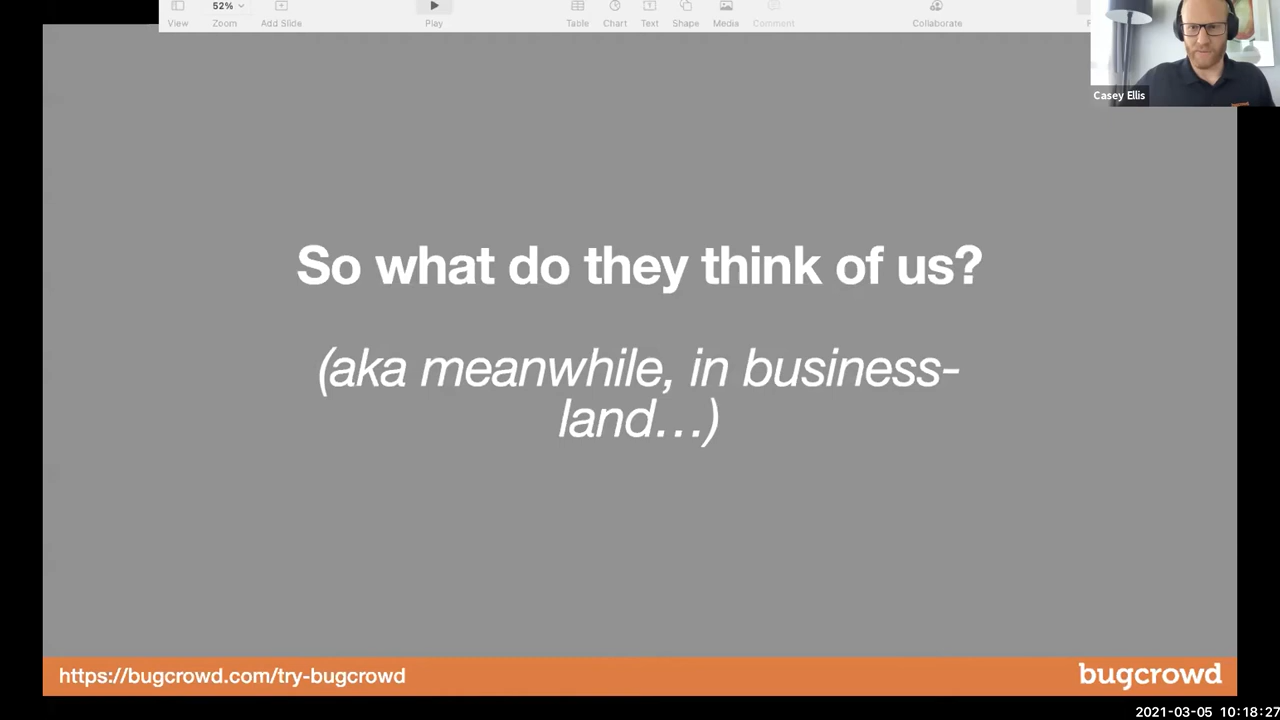 52%
View
Zoom
Add Slide
Play
Table
Chart
Text
Shape
Media
Comment
Collaborate
Casey Ellis
So what do they think of us?
(aka meanwhile, in business-
land…)
https://bugcrowd.com/try-bugcrowd
bugcrowd
2021-03-05 10:18:27